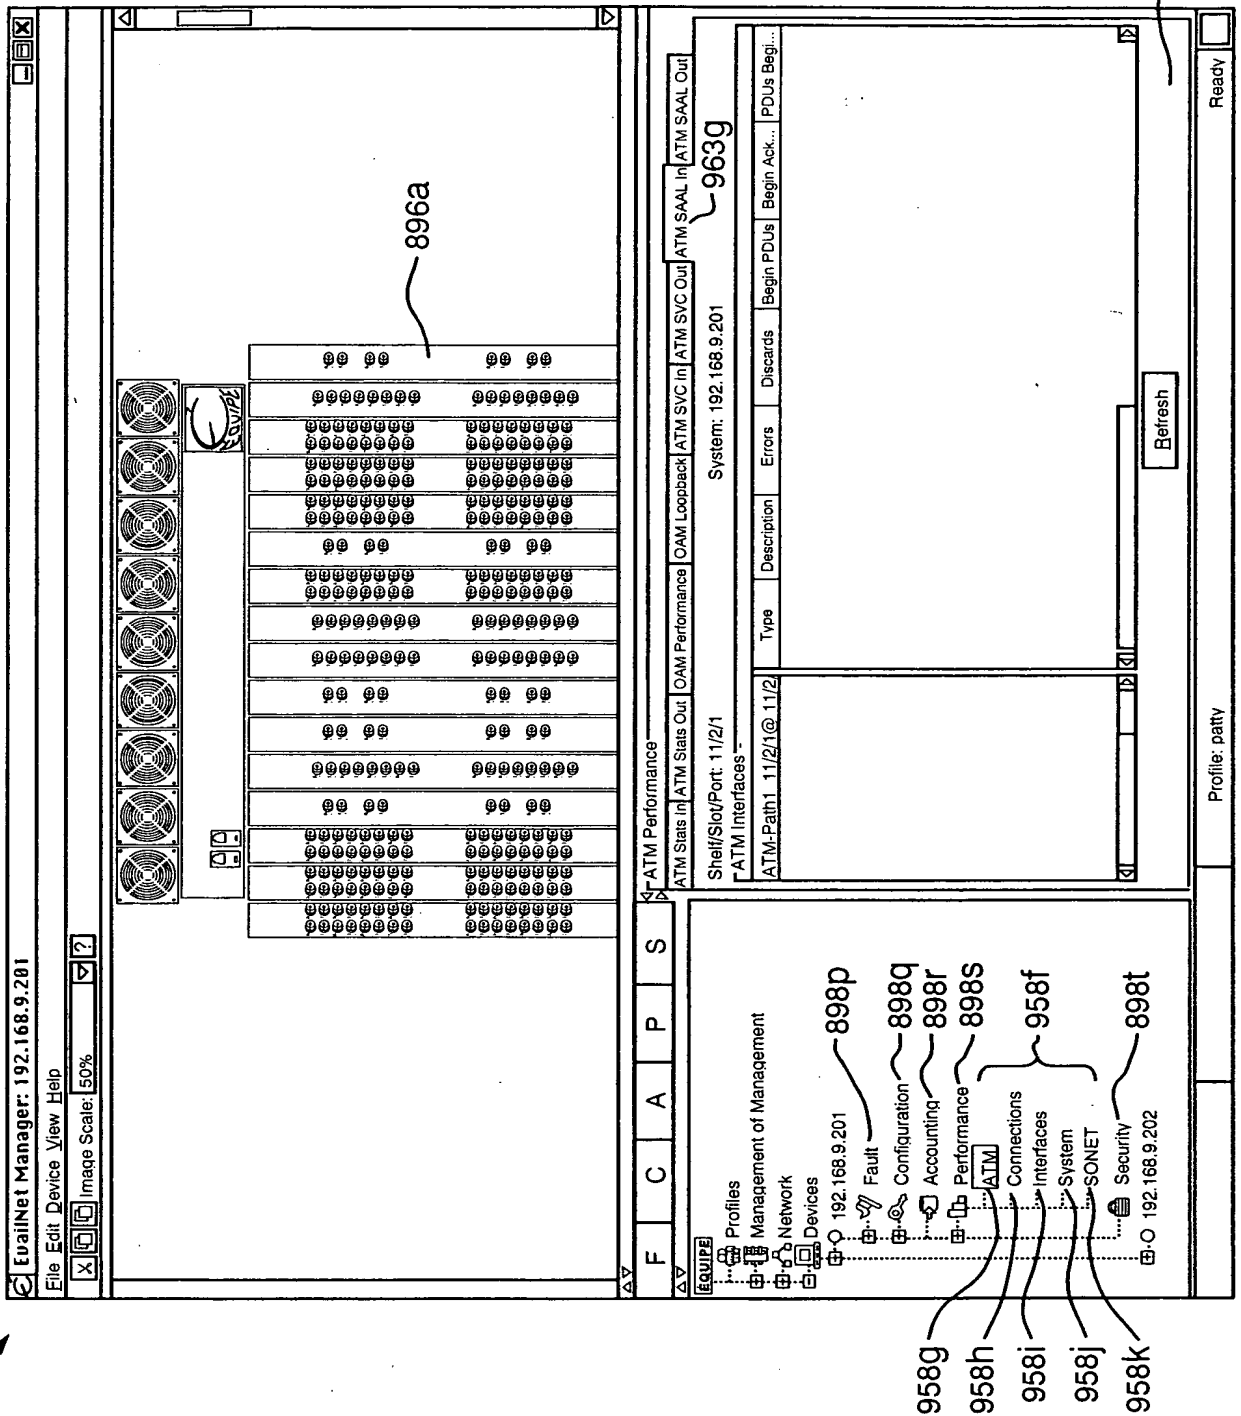 EvailNet Manager: 192.168.9.201
File Edit Device View Help
X Image Scale: 50% ?
EQUIPE
896a
F C A P S
EQUIPE
Profiles
Management of Management
Network
Devices
192.168.9.201
Fault
Configuration
Accounting
Performance
ATM
Connections
Interfaces
System
SONET
Security
192.168.9.202
898p
898q
898r
898s
958f
898t
958g
958h
958i
958j
958k
ATM Performance
ATM Stats In ATM Stats Out OAM Performance OAM Loopback ATM SVC In ATM SVC Out ATM SAAL In ATM SAAL Out
963g
Shelf/Slot/Port: 11/2/1 System: 192.168.9.201
ATM Interfaces
ATM-Path1 11/2/1@ 11/2/ Type Description Errors Discards Begin PDUs Begin Ack... PDUs Begi...
Refresh
Profile: patty Ready